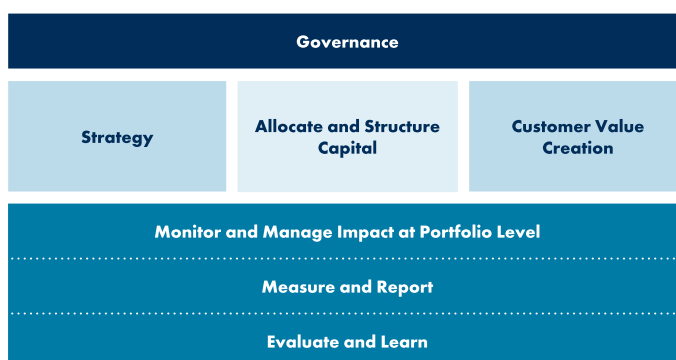 Governance
Strategy
Allocate and Structure
Capital
Customer Value
Creation
Monitor and Manage Impact at Portfolio Level
Measure and Report
Evaluate and Learn